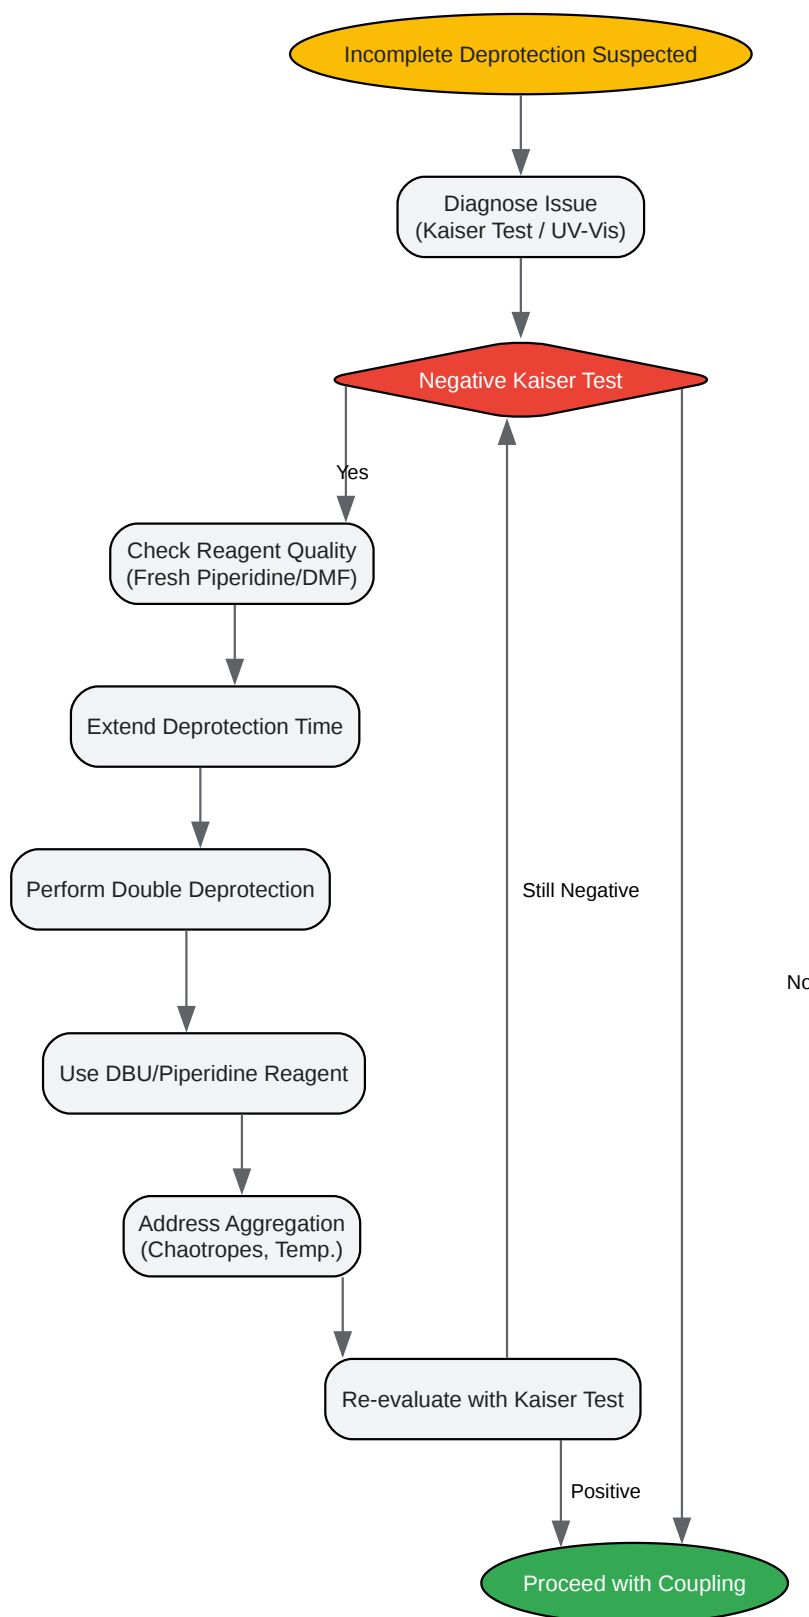 Incomplete Deprotection Suspected
Diagnose Issue
(Kaiser Test / UV-Vis)
Negative Kaiser Test
Yes
Check Reagent Quality
(Fresh Piperidine/DMF)
Extend Deprotection Time
Perform Double Deprotection
Still Negative
No
Use DBU/Piperidine Reagent
Address Aggregation
(Chaotropes, Temp.)
Re-evaluate with Kaiser Test
Positive
Proceed with Coupling